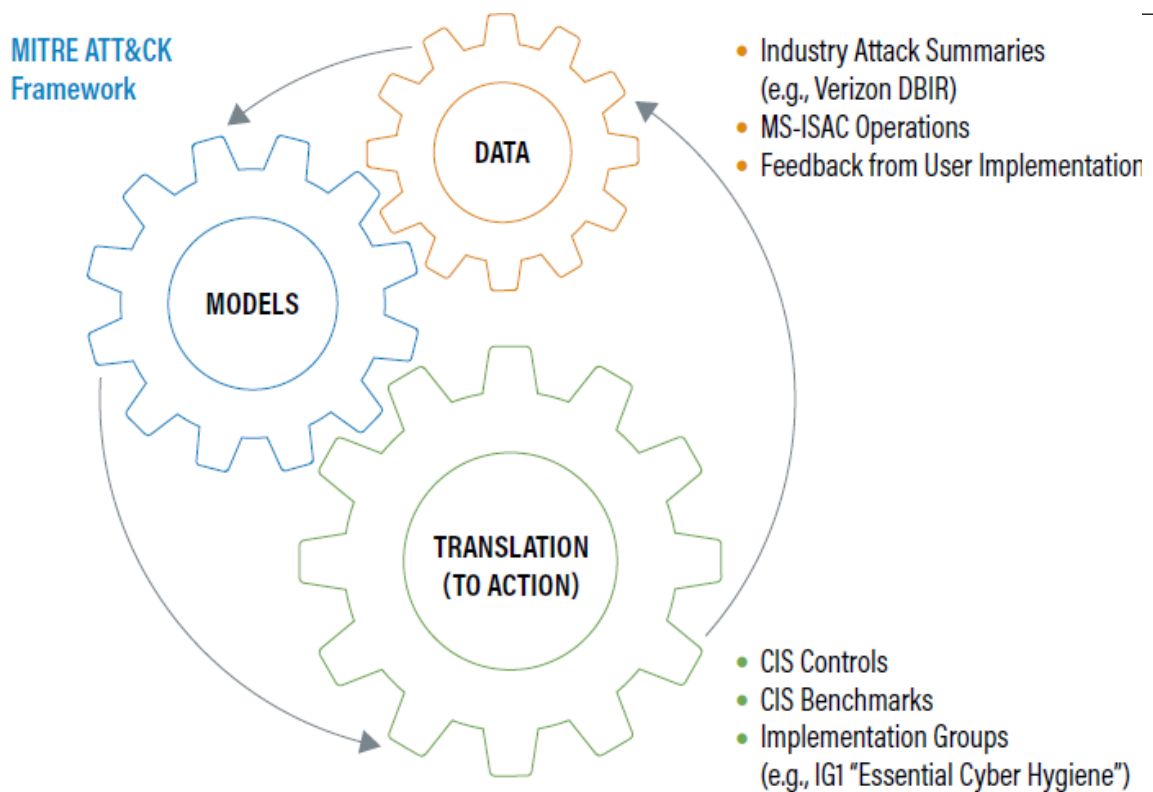 MITRE ATT&CK
Framework
DATA
• Industry Attack Summaries
(e.g., Verizon DBIR)
• MS-ISAC Operations
• Feedback from User Implementation
MODELS
TRANSLATION
(TO ACTION)
• CIS Controls
• CIS Benchmarks
• Implementation Groups
(e.g., IG1 “Essential Cyber Hygiene”)